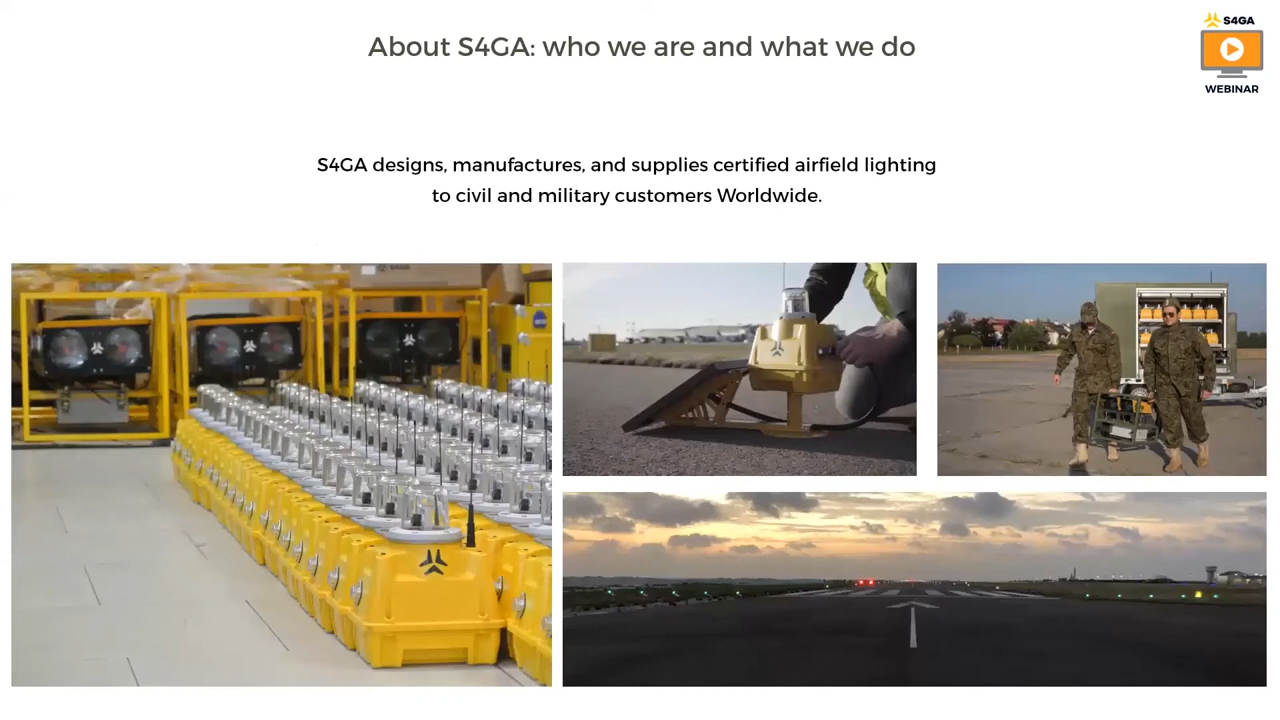 About S4GA: who we are and what we do
S4GA
WEBINAR
S4GA designs, manufactures, and supplies certified airfield lighting
to civil and military customers Worldwide.
S4GA